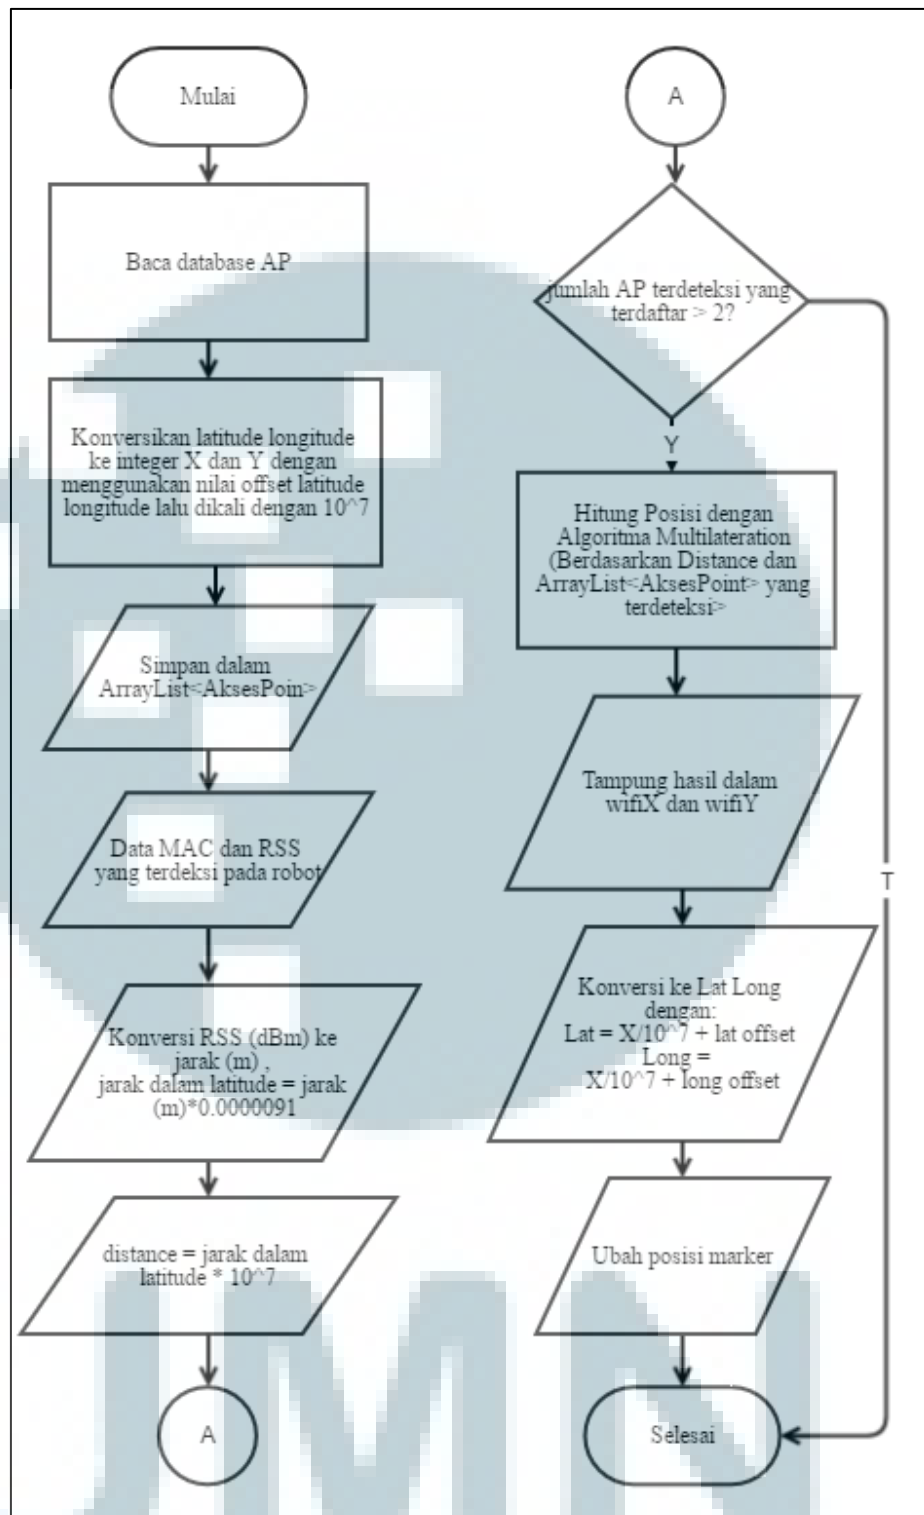 Mulai
Baca database AP
Konversikan latitude longitude
ke integer X dan Y dengan
menggunakan nilai offset latitude
longitude lalu dikali dengan 10^7
Simpan dalam
ArrayList<AksesPoin>
Data MAC dan RSS
yang terdeksi pada robot
Konversi RSS (dBm) ke
jarak (m) ,
jarak dalam latitude = jarak
(m)*0.0000091
distance = jarak dalam
latitude * 10^7
A
A
jumlah AP terdeteksi yang
terdaftar > 2?
Y
Hitung Posisi dengan
Algoritma Multilateration
(Berdasarkan Distance dan
ArrayList<AksesPoint> yang
terdeteksi>
Tampung hasil dalam
wifiX dan wifiY
T
Konversi ke Lat Long
dengan:
Lat = X/10^7 + lat offset
Long =
X/10^7 + long offset
Ubah posisi marker
Selesai
UMN